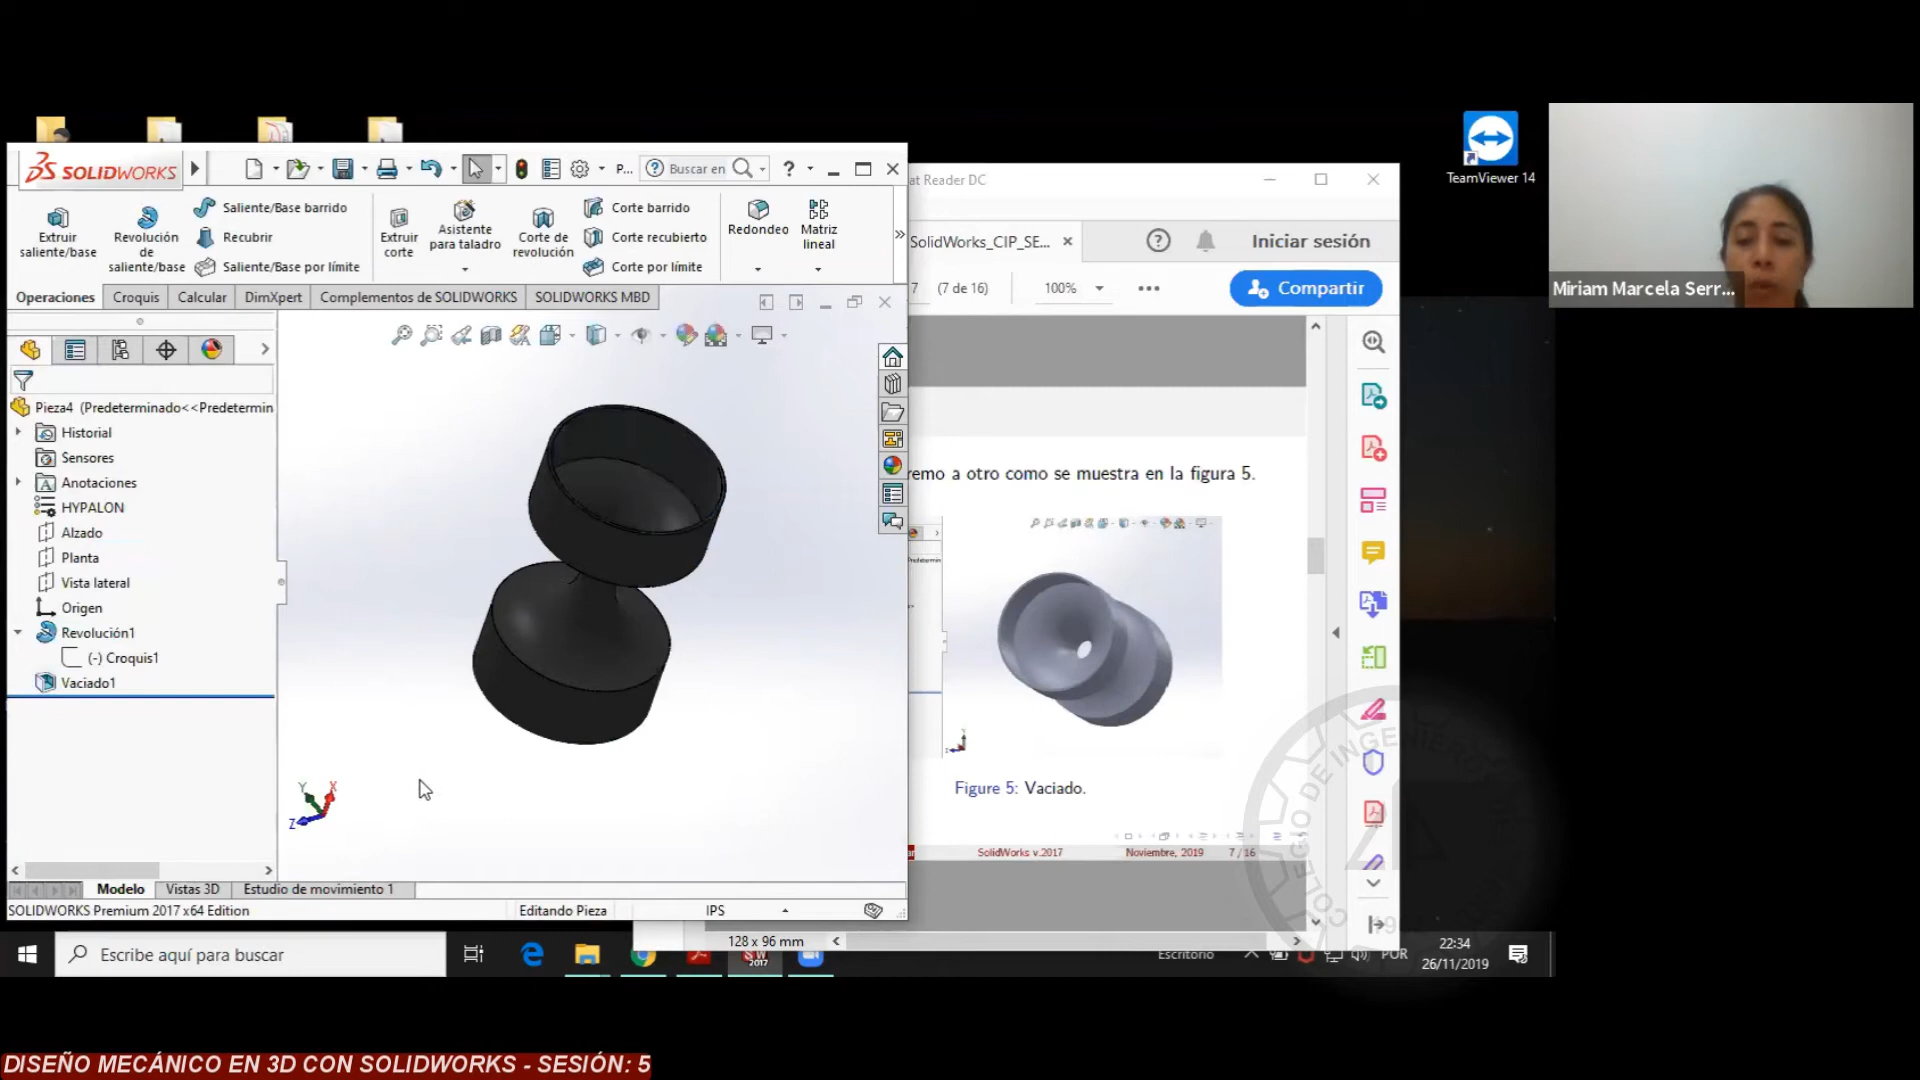 SOLIDWORKS
P...
Buscar en
?
Extruir saliente/base
Revolución de saliente/base
Saliente/Base barrido
Recubrir
Saliente/Base por límite
Extruir corte
Asistente para taladro
Corte de revolución
Corte barrido
Corte recubierto
Corte por límite
Redondeo
Matriz lineal
»
Operaciones
Croquis
Calcular
DimXpert
Complementos de SOLIDWORKS
SOLIDWORKS MBD
Pieza4 (Predeterminado<<Predetermin
Historial
Sensores
Anotaciones
HYPALON
Alzado
Planta
Vista lateral
Origen
Revolución1
(-) Croquis1
Vaciado1
Y
X
Z
Modelo
Vistas 3D
Estudio de movimiento 1
SOLIDWORKS Premium 2017 x64 Edition
Editando Pieza
IPS
at Reader DC
SolidWorks_CIP_SE...
Iniciar sesión
7
(7 de 16)
100%
Compartir
remo a otro como se muestra en la figura 5.
Figure 5: Vaciado.
SolidWorks v.2017
Noviembre, 2019
7/16
128 x 96 mm
TeamViewer 14
Miriam Marcela Serr...
COLEGIO DE INGENIEROS
Escribe aquí para buscar
Escritorio
POR
22:34
26/11/2019
DISEÑO MECÁNICO EN 3D CON SOLIDWORKS - SESIÓN: 5